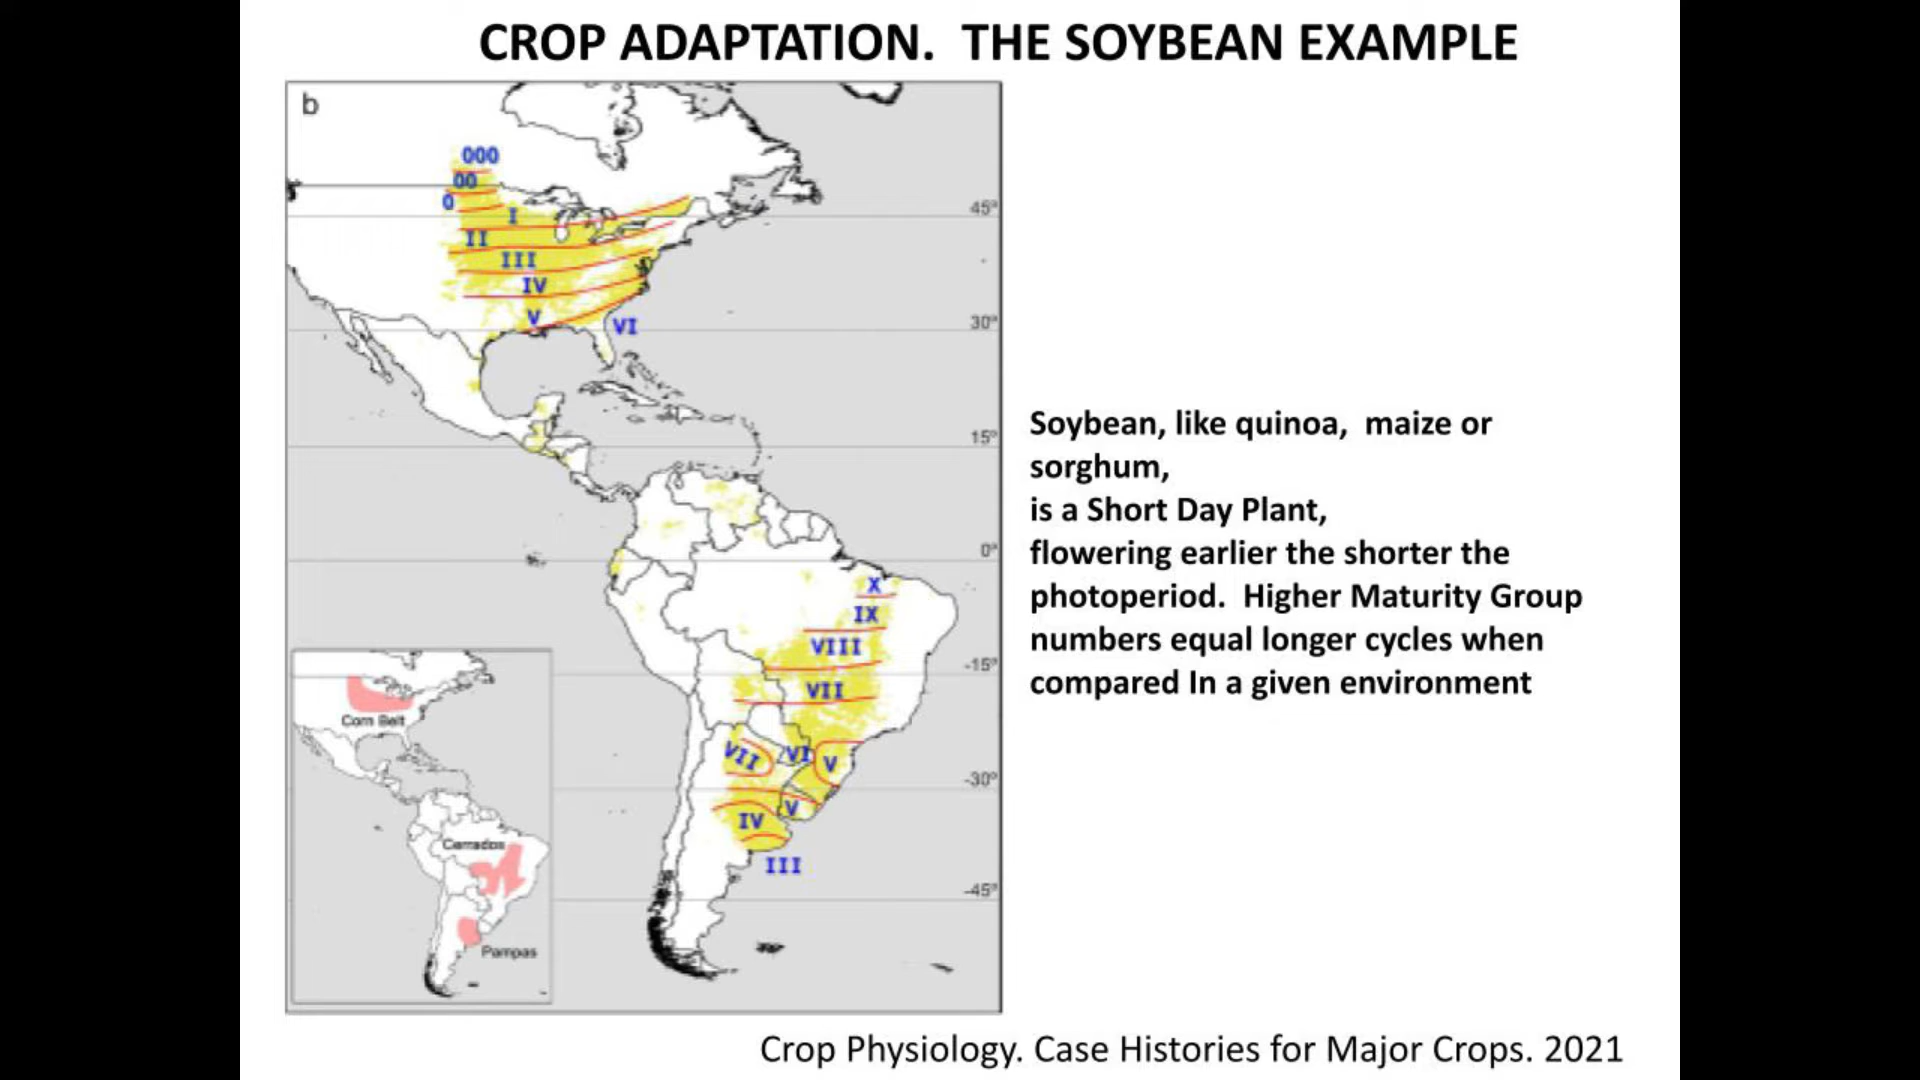 CROP ADAPTATION.  THE SOYBEAN EXAMPLE
b
000
00
0
I
45°
II
III
IV
V
VI
30°
15°
0°
X
IX
VIII
-15°
VII
VII
VI
V
-30°
V
IV
III
-45°
Corn Belt
Cerrados
Pampas
Soybean, like quinoa,  maize or
sorghum,
is a Short Day Plant,
flowering earlier the shorter the
photoperiod.  Higher Maturity Group
numbers equal longer cycles when
compared In a given environment
Crop Physiology. Case Histories for Major Crops. 2021